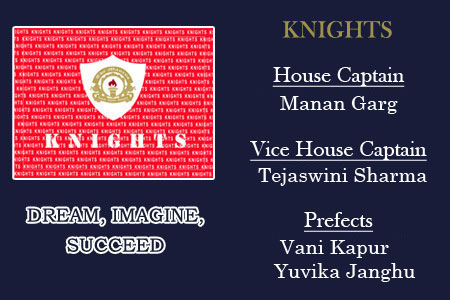 KNIGHTS
DREAM, IMAGINE,
SUCCEED
KNIGHTS
House Captain
Manan Garg
Vice House Captain
Tejaswini Sharma
Prefects
Vani Kapur
Yuvika Janghu